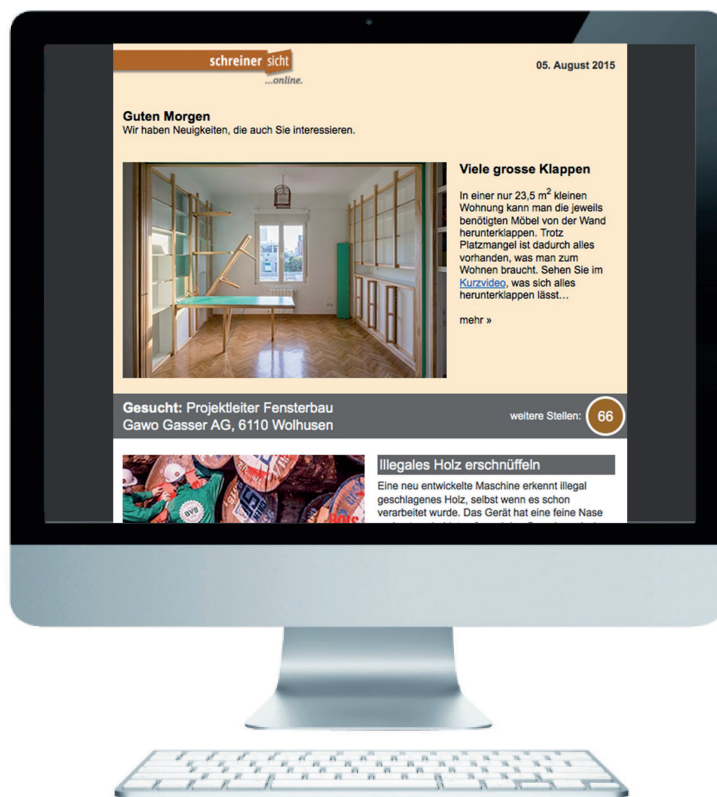 schreiner sicht
...online.
05. August 2015
Guten Morgen
Wir haben Neuigkeiten, die auch Sie interessieren.
Viele grosse Klappen
In einer nur 23,5 m² kleinen
Wohnung kann man die jeweils
benötigten Möbel von der Wand
herunterklappen. Trotz
Platzmangel ist dadurch alles
vorhanden, was man zum
Wohnen braucht. Sehen Sie im
Kurzvideo, was sich alles
herunterklappen lässt…
mehr »
Gesucht: Projektleiter Fensterbau
Gawo Gasser AG, 6110 Wolhusen
weitere Stellen: 66
Illegales Holz erschnüffeln
Eine neu entwickelte Maschine erkennt illegal
geschlagenes Holz, selbst wenn es schon
verarbeitet wurde. Das Gerät hat eine feine Nase
BVB